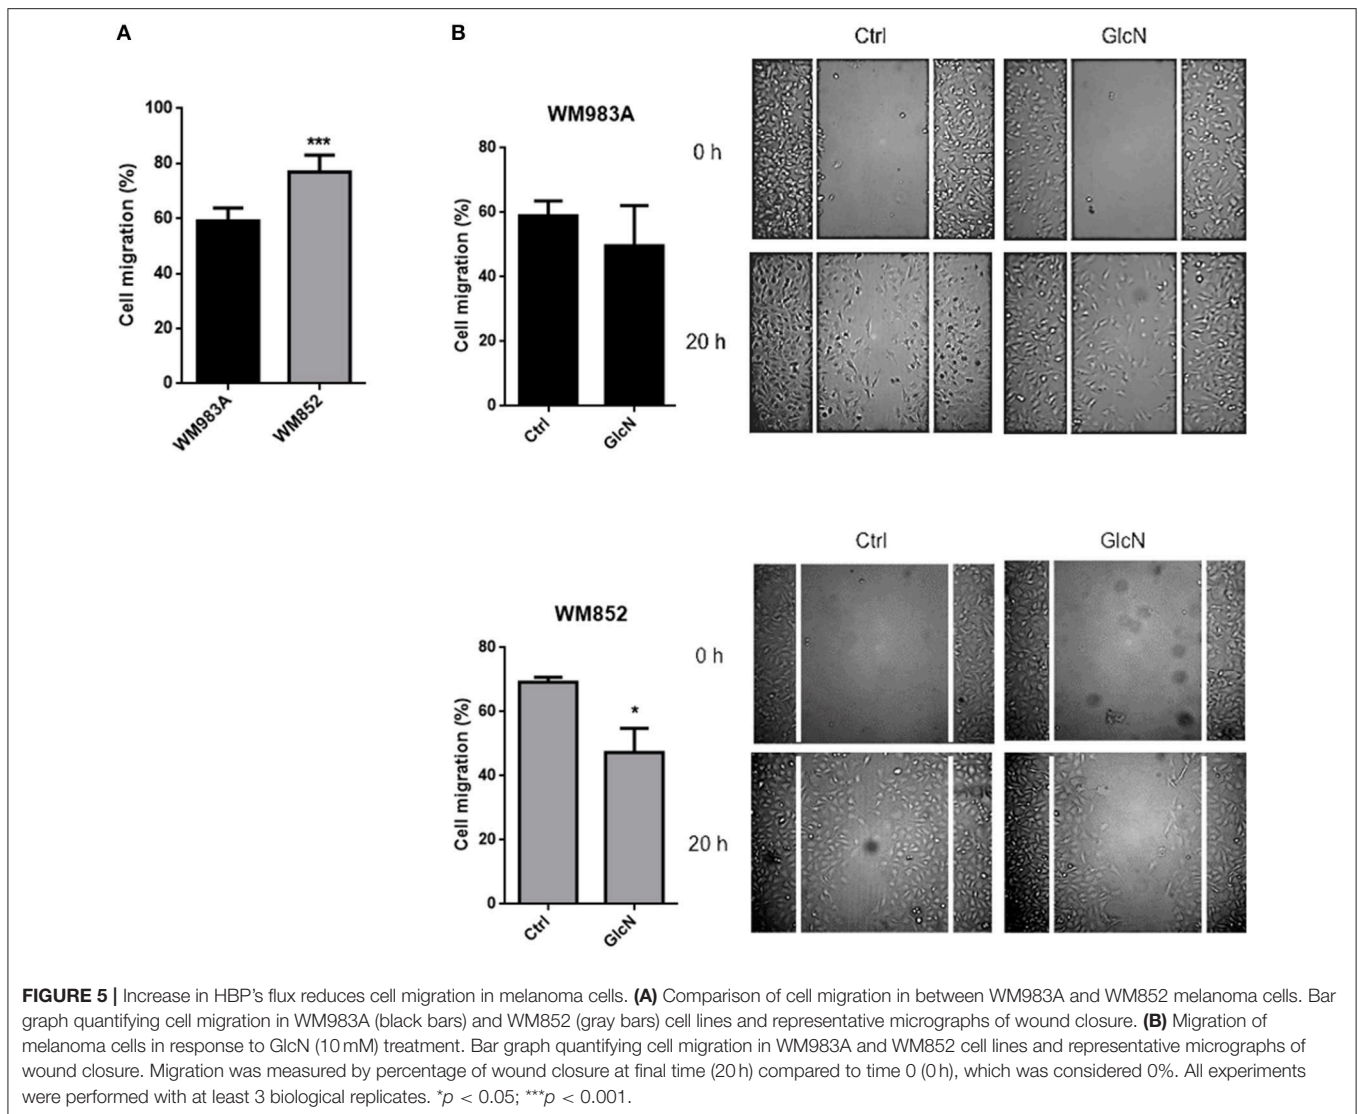 A
B
Ctrl
GlcN
100
80
60
40
20
0
Cell migration (%)
***
WM983A
WM852
WM983A
80
60
40
20
0
Cell migration (%)
Ctrl
GlcN
0 h
20 h
Ctrl
GlcN
WM852
80
60
40
20
0
Cell migration (%)
*
Ctrl
GlcN
0 h
20 h
FIGURE 5 | Increase in HBP's flux reduces cell migration in melanoma cells. (A) Comparison of cell migration in between WM983A and WM852 melanoma cells. Bar
graph quantifying cell migration in WM983A (black bars) and WM852 (gray bars) cell lines and representative micrographs of wound closure. (B) Migration of
melanoma cells in response to GlcN (10 mM) treatment. Bar graph quantifying cell migration in WM983A and WM852 cell lines and representative micrographs of
wound closure. Migration was measured by percentage of wound closure at final time (20 h) compared to time 0 (0 h), which was considered 0%. All experiments
were performed with at least 3 biological replicates. *p < 0.05; ***p < 0.001.